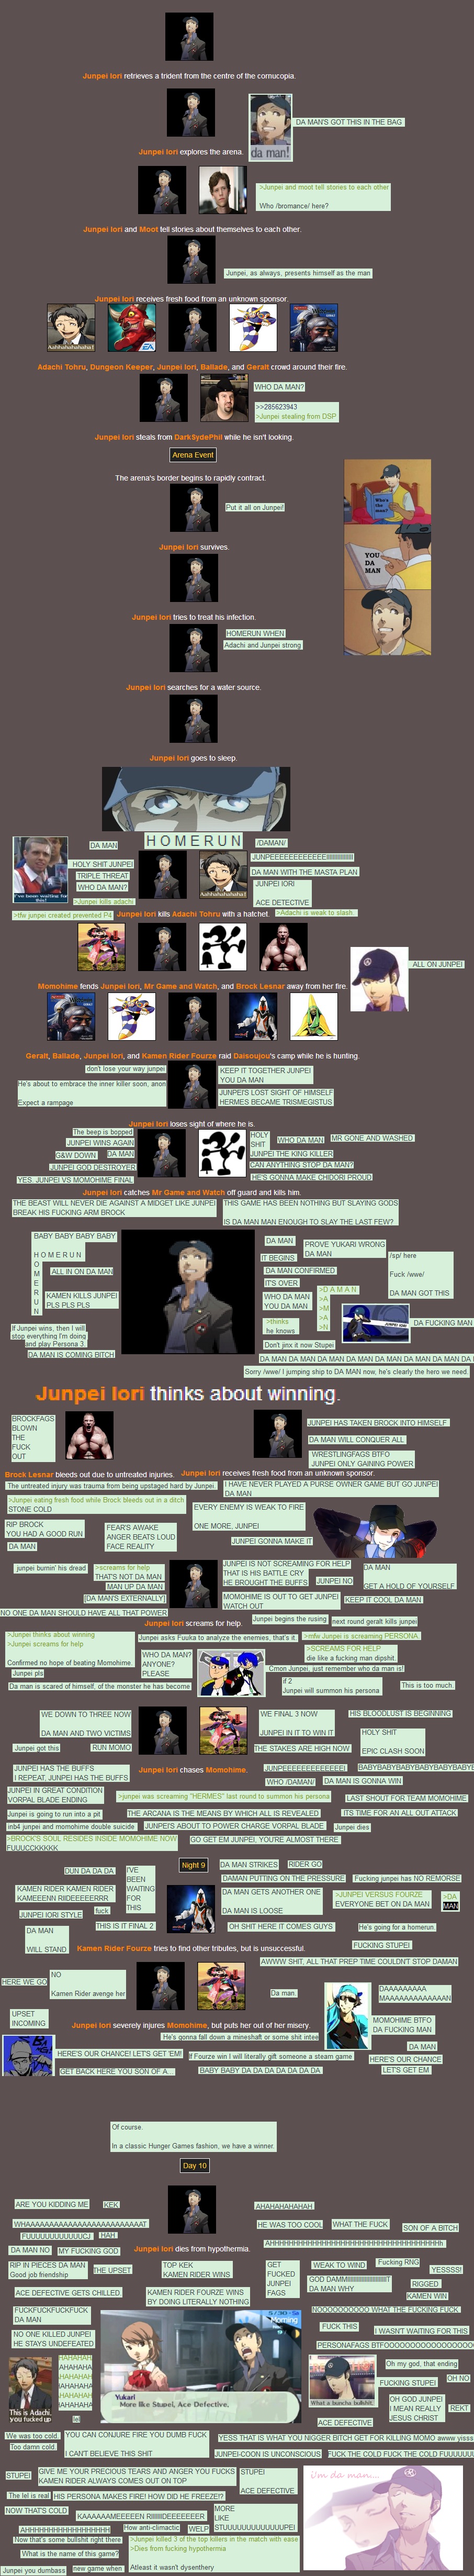 Junpei Iori retrieves a trident from the centre of the cornucopia.
DA MAN'S GOT THIS IN THE BAG
da man!
Junpei Iori explores the arena.
>Junpei and moot tell stories to each other
Who /bromance/ here?
Junpei Iori and Moot tell stories about themselves to each other.
Junpei, as always, presents himself as the man
Junpei Iori receives fresh food from an unknown sponsor.
Aahhahahahaha!
EA
Adachi Tohru, Dungeon Keeper, Junpei Iori, Ballade, and Geralt crowd around their fire.
WHO DA MAN?
>>285623943
>Junpei stealing from DSP
Junpei Iori steals from DarkSydePhil while he isn't looking.
Arena Event
The arena's border begins to rapidly contract.
Put it all on Junpei!
Who's the man?
YOU DA MAN
Junpei Iori survives.
Junpei Iori tries to treat his infection.
HOMERUN WHEN
Adachi and Junpei strong
Junpei Iori searches for a water source.
Junpei Iori goes to sleep.
HOMERUN
/DAMAN/
DA MAN
HOLY SHIT JUNPEI
TRIPLE THREAT
WHO DA MAN?
>Junpei kills adachi
DA MAN WITH THE MASTA PLAN
JUNPEI IORI
ACE DETECTIVE
>tfw junpei created prevented P4
Junpei Iori kills Adachi Tohru with a hatchet.
>Adachi is weak to slash.
ALL ON JUNPEI
Momohime fends Junpei Iori, Mr Game and Watch, and Brock Lesnar away from her fire.
Geralt, Ballade, Junpei Iori, and Kamen Rider Fourze raid Daisoujou's camp while he is hunting.
don't lose your way junpei
He's about to embrace the inner killer soon, anon
Expect a rampage
KEEP IT TOGETHER JUNPEI
YOU DA MAN
JUNPEI'S LOST SIGHT OF HIMSELF
HERMES BECAME TRISMEGISTUS
Junpei Iori loses sight of where he is.
The beep is bopped.
JUNPEI WINS AGAIN
G&W DOWN
DA MAN
JUNPEI GOD DESTROYER
YES. JUNPEI VS MOMOHIME FINAL
HOLY
SHIT
JUNPEI THE KING KILLER
WHO DA MAN
MR GONE AND WASHED
CAN ANYTHING STOP DA MAN?
HE'S GONNA MAKE CHIDORI PROUD.
Junpei Iori catches Mr Game and Watch off guard and kills him.
THE BEAST WILL NEVER DIE AGAINST A MIDGET LIKE JUNPEI
BREAK HIS FUCKING ARM BROCK
THIS GAME HAS BEEN NOTHING BUT SLAYING GODS
IS DA MAN MAN ENOUGH TO SLAY THE LAST FEW?
BABY BABY BABY BABY
H O M E R U N
O
M
E
R
U
N
ALL IN ON DA MAN
KAMEN KILLS JUNPEI
PLS PLS PLS
If Junpei wins, then I will
stop everything I'm doing
and play Persona 3.
DA MAN IS COMING BITCH
DA MAN
IT BEGINS
PROVE YUKARI WRONG
DA MAN
DA MAN CONFIRMED
IT'S OVER
WHO DA MAN
YOU DA MAN
>thinks
he knows
>D A M A N
>A
>M
>A
>N
/sp/ here
Fuck /wwe/
DA MAN GOT THIS
DA FUCKING MAN
Don't jinx it now Stupei
DA MAN DA MAN DA MAN DA MAN DA MAN DA MAN DA MAN DA
Sorry /wwe/ I jumping ship to DA MAN now, he's clearly the hero we need.
Junpei Iori thinks about winning.
BROCKFAGS
BLOWN
THE
FUCK
OUT
JUNPEI HAS TAKEN BROCK INTO HIMSELF
DA MAN WILL CONQUER ALL
WRESTLINGFAGS BTFO
JUNPEI ONLY GAINING POWER
Brock Lesnar bleeds out due to untreated injuries.
Junpei Iori receives fresh food from an unknown sponsor.
The untreated injury was trauma from being upstaged hard by Junpei.
I HAVE NEVER PLAYED A PURSE OWNER GAME BUT GO JUNPEI
DA MAN
>Junpei eating fresh food while Brock bleeds out in a ditch
STONE COLD
EVERY ENEMY IS WEAK TO FIRE
ONE MORE, JUNPEI
RIP BROCK
YOU HAD A GOOD RUN
DA MAN
FEAR'S AWAKE
ANGER BEATS LOUD
FACE REALITY
JUNPEI GONNA MAKE IT
junpei burnin' his dread
>screams for help
THAT'S NOT DA MAN
MAN UP DA MAN
[DA MAN'S EXTERNALLY]
JUNPEI IS NOT SCREAMING FOR HELP
THAT IS HIS BATTLE CRY
HE BROUGHT THE BUFFS
JUNPEI NO
DA MAN
GET A HOLD OF YOURSELF
MOMOHIME IS OUT TO GET JUNPEI
WATCH OUT
KEEP IT COOL DA MAN
NO ONE DA MAN SHOULD HAVE ALL THAT POWER
Junpei Iori screams for help.
Junpei begins the rusing
next round geralt kills junpei
>Junpei thinks about winning
>Junpei screams for help
Confirmed no hope of beating Momohime.
Junpei asks Fuuka to analyze the enemies, that's it.
>mfw Junpei is screaming PERSONA
>SCREAMS FOR HELP
die like a fucking man dipshit.
WHO DA MAN?
ANYONE?
PLEASE
Junpei pls
Cmon Junpei, just remember who da man is!
Da man is scared of himself, of the monster he has become
if 2
Junpei will summon his persona
This is too much.
WE DOWN TO THREE NOW
DA MAN AND TWO VICTIMS
Junpei got this
RUN MOMO
WE FINAL 3 NOW
JUNPEI IN IT TO WIN IT
THE STAKES ARE HIGH NOW
HIS BLOODLUST IS BEGINNING
HOLY SHIT
EPIC CLASH SOON
Junpei Iori chases Momohime.
JUNPEI HAS THE BUFFS
I REPEAT, JUNPEI HAS THE BUFFS
WHO /DAMAN/
DA MAN IS GONNA WIN
JUNPEI IN GREAT CONDITION
VORPAL BLADE ENDING
>junpei was screaming "HERMES" last round to summon his persona
LAST SHOUT FOR TEAM MOMOHIME
Junpei is going to run into a pit
THE ARCANA IS THE MEANS BY WHICH ALL IS REVEALED
IT'S TIME FOR AN ALL OUT ATTACK
inb4 junpei and momohime double suicide
JUNPEI'S ABOUT TO POWER CHARGE VORPAL BLADE
Junpei dies
>BROCK'S SOUL RESIDES INSIDE MOMOHIME NOW
FUUUCCKKKKK
GO GET EM JUNPEI, YOU'RE ALMOST THERE
DUN DA DA DA
Night 9
DA MAN STRIKES
RIDER GO
I'VE
BEEN
WAITING
FOR
THIS
DAMAN PUTTING ON THE PRESSURE
Fucking junpei has NO REMORSE
KAMEN RIDER KAMEN RIDER
KAMEEENN RIIDEEEEERRR
fuck
JUNPEI IORI STYLE
THIS IS IT FINAL 2
DA MAN GETS ANOTHER ONE
DA MAN IS LOOSE
>JUNPEI VERSUS FOURZE
EVERYONE BET ON DA MAN
>DA
MAN
OH SHIT HERE IT COMES GUYS
He's going for a homerun.
DA MAN
WILL STAND
Kamen Rider Fourze tries to find other tributes, but is unsuccessful.
FUCKING STUPEI
AWWW SHIT, ALL THAT PREP TIME COULDN'T STOP DAMAN
HERE WE GO
NO
Kamen Rider avenge her
Da man.
UPSET
INCOMING
MOMOHIME BTFO
DA FUCKING MAN
Junpei Iori severely injures Momohime, but puts her out of her misery.
He's gonna fall down a mineshaft or some shit intee
DA MAN
HERE'S OUR CHANCE! LET'S GET 'EM!
If Fourze win I will literally gift someone a steam game
HERE'S OUR CHANCE
LET'S GET EM
GET BACK HERE YOU SON OF A...
BABY BABY DA DA DA DA DA DA DA
Of course.
In a classic Hunger Games fashion, we have a winner.
Day 10
ARE YOU KIDDING ME
KEK
AHAHAHAHAHAH
HE WAS TOO COOL
WHAT THE FUCK
SON OF A BITCH
HAH
DA MAN NO
MY FUCKING GOD
Junpei Iori dies from hypothermia.
RIP IN PIECES DA MAN
Good job friendship
THE UPSET
TOP KEK
KAMEN RIDER WINS
GET
FUCKED
JUNPEI
FAGS
WEAK TO WIND
Fucking RNG
YESSSS!
DA MAN WHY
RIGGED
ACE DEFECTIVE GETS CHILLED.
KAMEN RIDER FOURZE WINS
BY DOING LITERALLY NOTHING
KAMEN WIN
FUCKFUCKFUCKFUCK
DA MAN
NOOOOOOOOO WHAT THE FUCKING FUCK
NO ONE KILLED JUNPEI
HE STAYS UNDEFEATED
FUCK THIS
I WASN'T WAITING FOR THIS
5/30 Morning
Yukari
More like Stupei, Ace Defective.
Oh my god, that ending
FUCKING STUPEI
OH NO
What a buncha bullshit.
OH GOD JUNPEI
I MEAN REALLY
JESUS CHRIST
REKT
This is Adachi,
you fucked up
lel
ACE DEFECTIVE
We was too cold.
Too damn cold.
YOU CAN CONJURE FIRE YOU DUMB FUCK
I CAN'T BELIEVE THIS SHIT
YESS THAT IS WHAT YOU NIGGER BITCH GET FOR KILLING MOMO awww yisss
JUNPEI-COON IS UNCONSCIOUS
STUPEI
GIVE ME YOUR PRECIOUS TEARS AND ANGER YOU FUCKS
KAMEN RIDER ALWAYS COMES OUT ON TOP
STUPEI
ACE DEFECTIVE
I'm da man...
The lel is real
HIS PERSONA MAKES FIRE! HOW DID HE FREEZE!?
NOW THAT'S COLD
KAAAAAMEEEEEN RIIIIIIIDEEEEEEER
MORE
LIKE
STUUUUUUUUUUUUPEI
How anti-climactic
WELP
Now that's some bullshit right there
>Junpei killed 3 of the top killers in the match with ease
>Dies from fucking hypothermia
Atleast it wasn't dysentery
What is the name of this game?
Junpei you dumbass
new game when